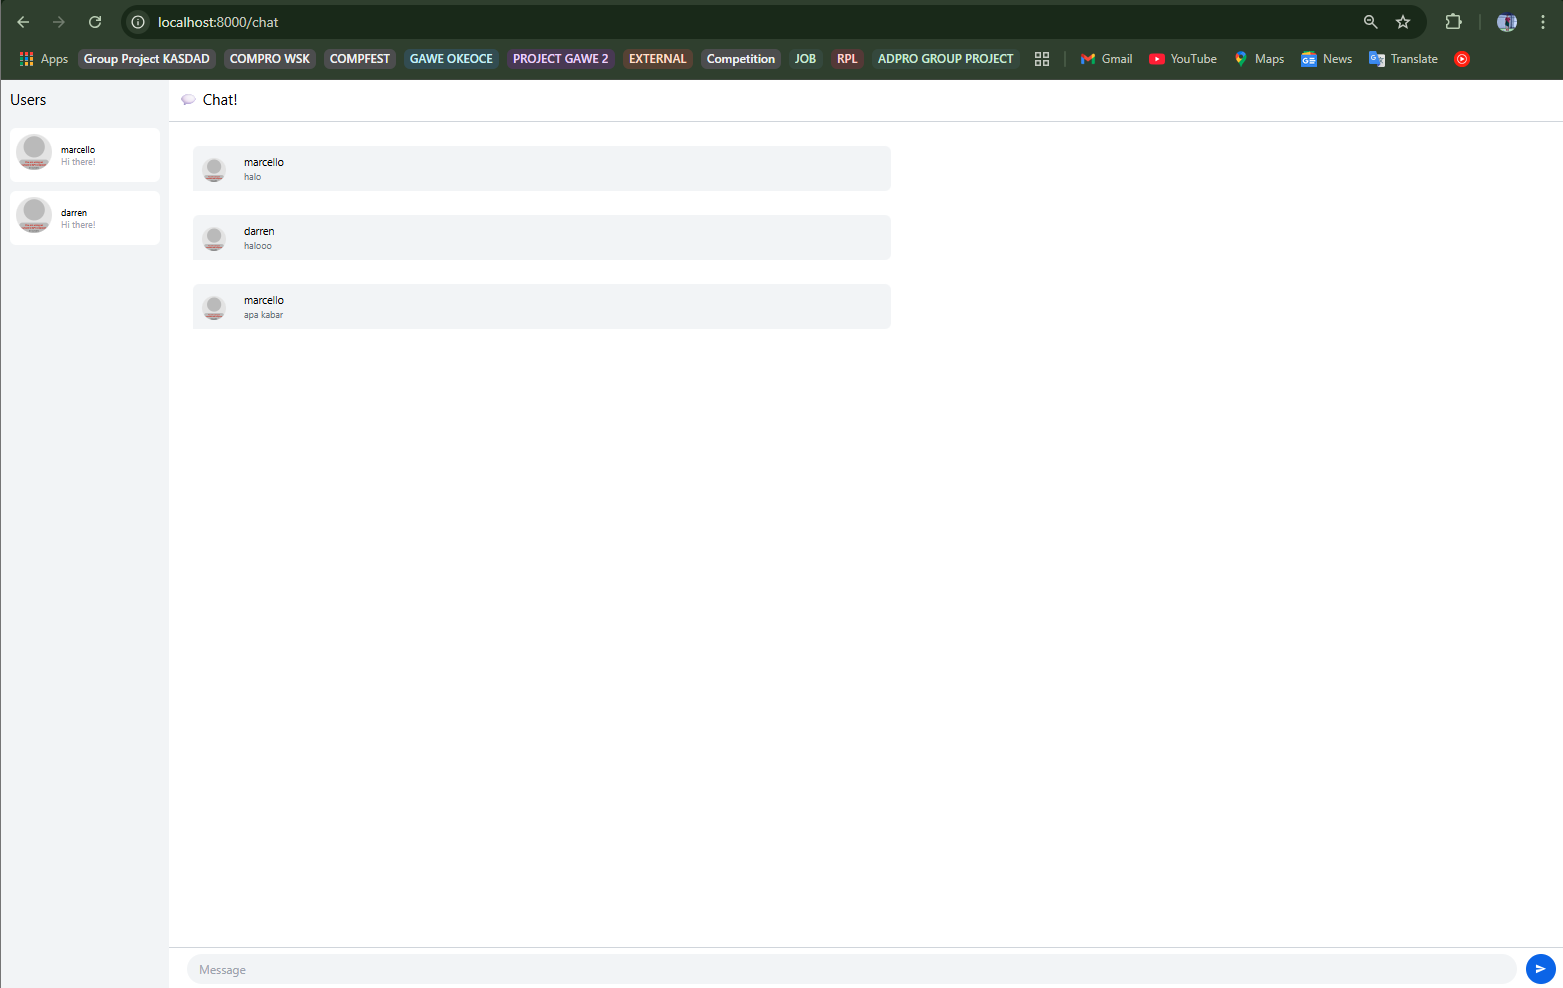 localhost:8000/chat
Apps
Group Project KASDAD
COMPRO WSK
COMPFEST
GAWE OKEOCE
PROJECT GAWE 2
EXTERNAL
Competition
JOB
RPL
ADPRO GROUP PROJECT
Gmail
YouTube
Maps
News
Translate
Users
marcello
Hi there!
darren
Hi there!
Chat!
marcello
halo
darren
halooo
marcello
apa kabar
Message